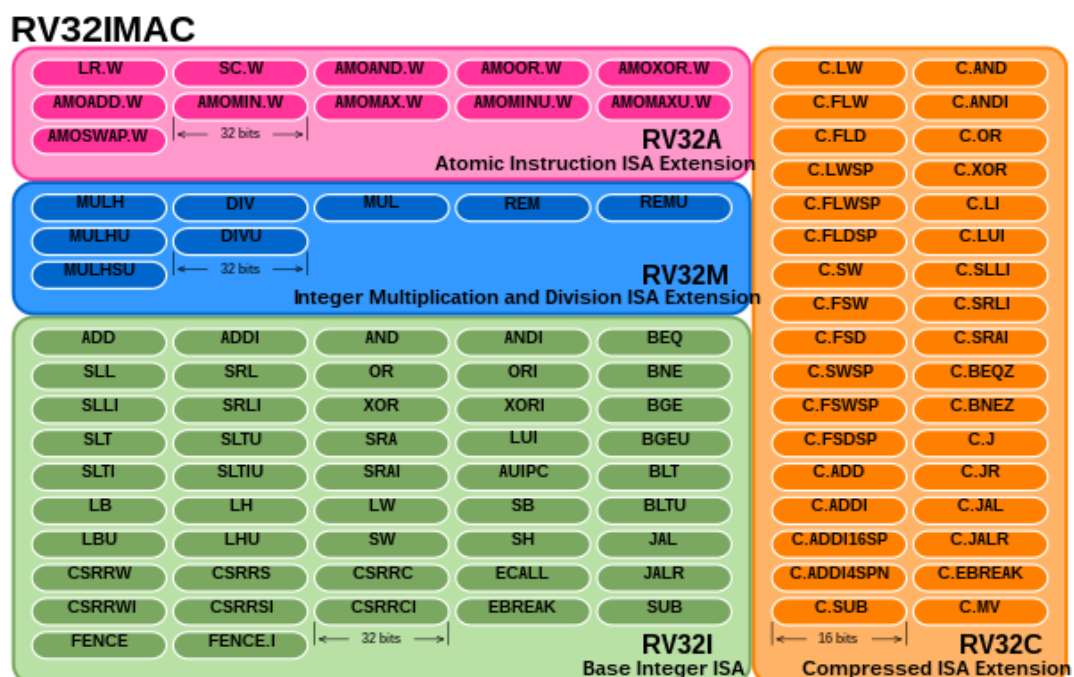 RV32IMAC
LR.W SC.W AMOAND.W AMOOR.W AMOXOR.W
AMOADD.W AMOMIN.W AMOMAX.W AMOMINU.W AMOMAXU.W
AMOSWAP.W 32 bits RV32A
Atomic Instruction ISA Extension
MULH DIV MUL REM REMU
MULHU DIVU
MULHSU 32 bits RV32M
Integer Multiplication and Division ISA Extension
ADD ADDI AND ANDI BEQ
SLL SRL OR ORI BNE
SLLI SRLI XOR XORI BGE
SLT SLTU SRA LUI BGEU
SLTI SLTIU SRAI AUIPC BLT
LB LH LW SB BLTU
LBU LHU SW SH JAL
CSRRW CSRRS CSRRC ECALL JALR
CSRRWI CSRRSI CSRRCI EBREAK SUB
FENCE FENCE.I 32 bits RV32I
Base Integer ISA
C.LW C.AND
C.FLW C.ANDI
C.FLD C.OR
C.LWSP C.XOR
C.FLWSP C.LI
C.FLDSP C.LUI
C.SW C.SLLI
C.FSW C.SRLI
C.FSD C.SRAI
C.SWSP C.BEQZ
C.FSWSP C.BNEZ
C.FSDSP C.J
C.ADD C.JR
C.ADDI C.JAL
C.ADDI16SP C.JALR
C.ADDI4SPN C.EBREAK
C.SUB C.MV
16 bits RV32C
Compressed ISA Extension